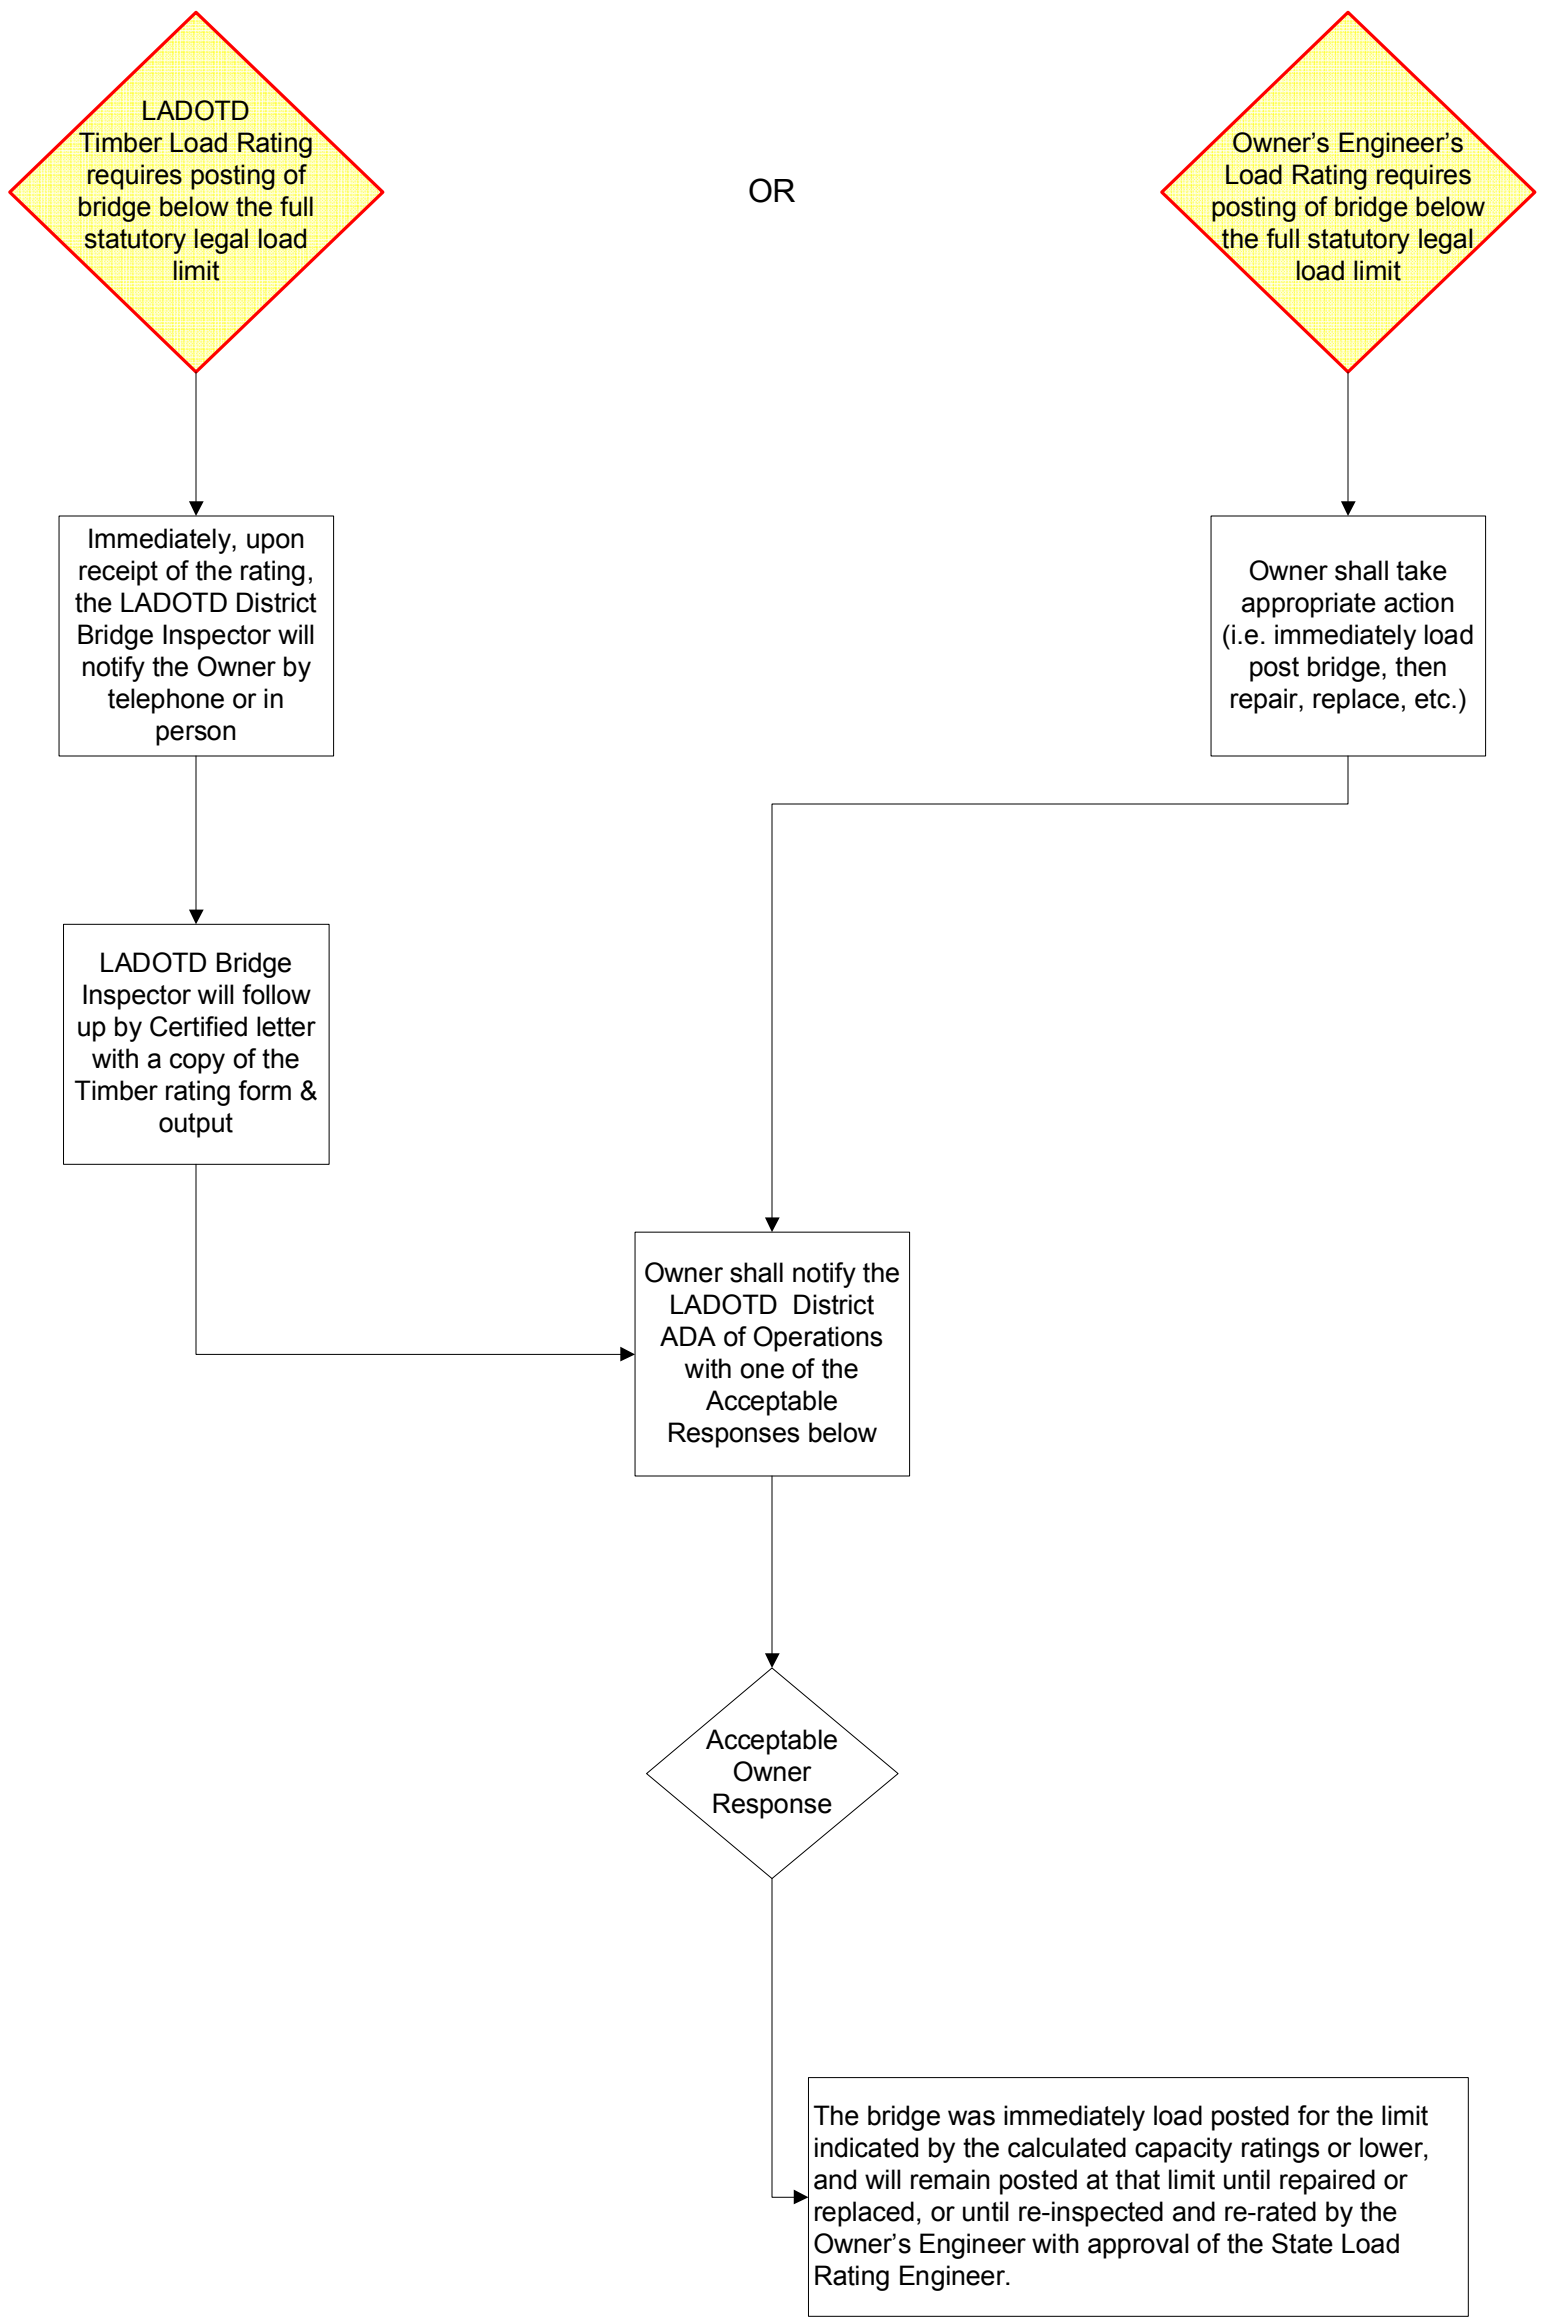 LADOTD
Timber Load Rating
requires posting of
bridge below the full
statutory legal load
limit
OR
Owner’s Engineer’s
Load Rating requires
posting of bridge below
the full statutory legal
load limit
Immediately, upon
receipt of the rating,
the LADOTD District
Bridge Inspector will
notify the Owner by
telephone or in
person
Owner shall take
appropriate action
(i.e. immediately load
post bridge, then
repair, replace, etc.)
LADOTD Bridge
Inspector will follow
up by Certified letter
with a copy of the
Timber rating form &
output
Owner shall notify the
LADOTD District
ADA of Operations
with one of the
Acceptable
Responses below
Acceptable
Owner
Response
The bridge was immediately load posted for the limit
indicated by the calculated capacity ratings or lower,
and will remain posted at that limit until repaired or
replaced, or until re-inspected and re-rated by the
Owner’s Engineer with approval of the State Load
Rating Engineer.